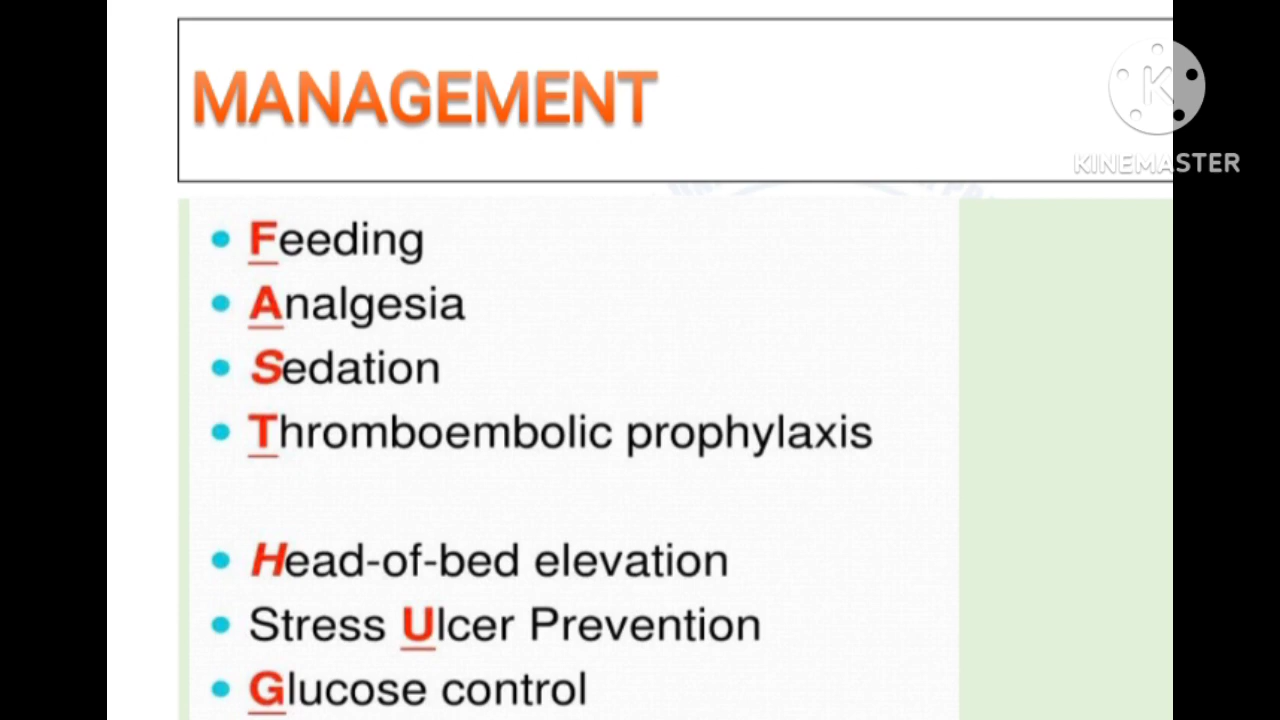 MANAGEMENT
KINEMASTER
• Feeding
• Analgesia
• Sedation
• Thromboembolic prophylaxis
• Head-of-bed elevation
• Stress Ulcer Prevention
• Glucose control